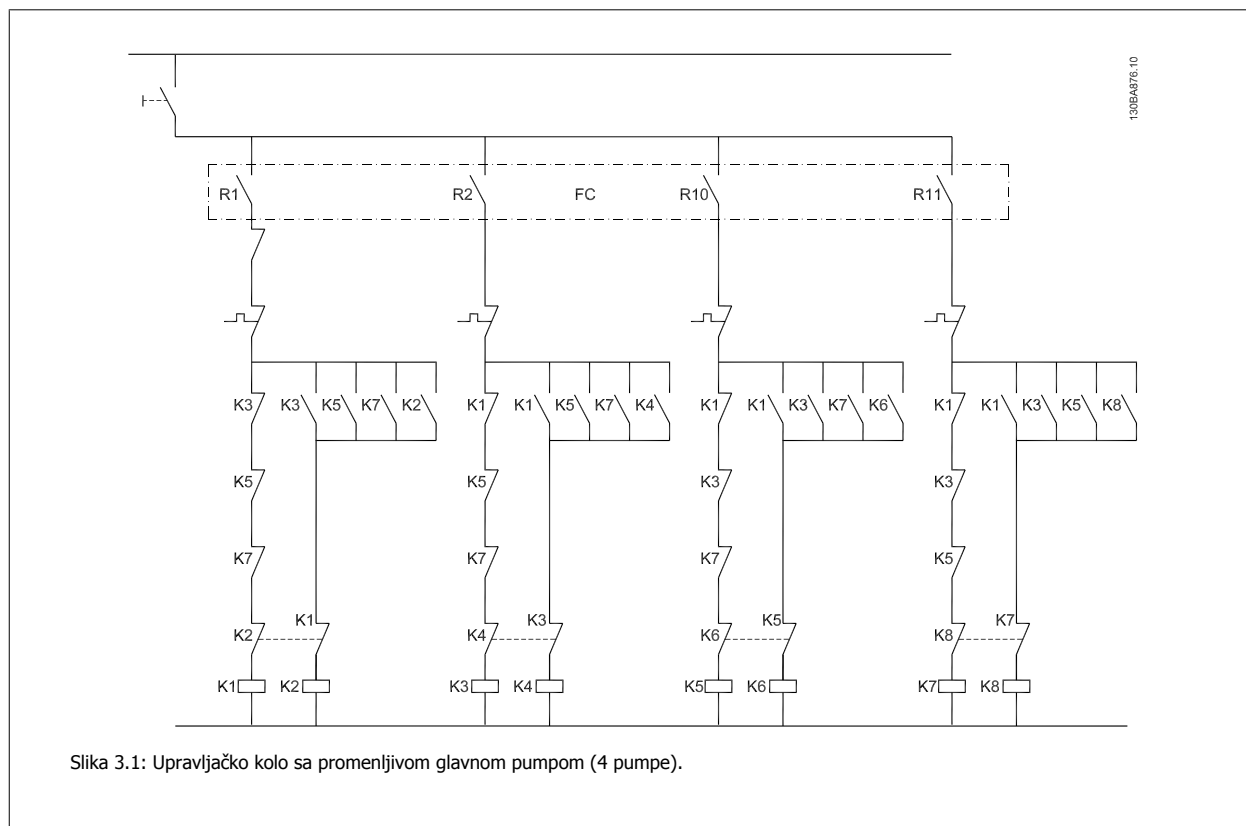 130BA876.10
R1 R2 FC R10 R11
K3 K3 K5 K7 K2 K1 K1 K5 K7 K4 K1 K1 K3 K7 K6 K1 K1 K3 K5 K8
K5 K5 K3 K3
K7 K7 K7 K5
K2 K1 K4 K3 K6 K5 K8 K7
K1 K2 K3 K4 K5 K6 K7 K8
Slika 3.1: Upravljačko kolo sa promenljivom glavnom pumpom (4 pumpe).